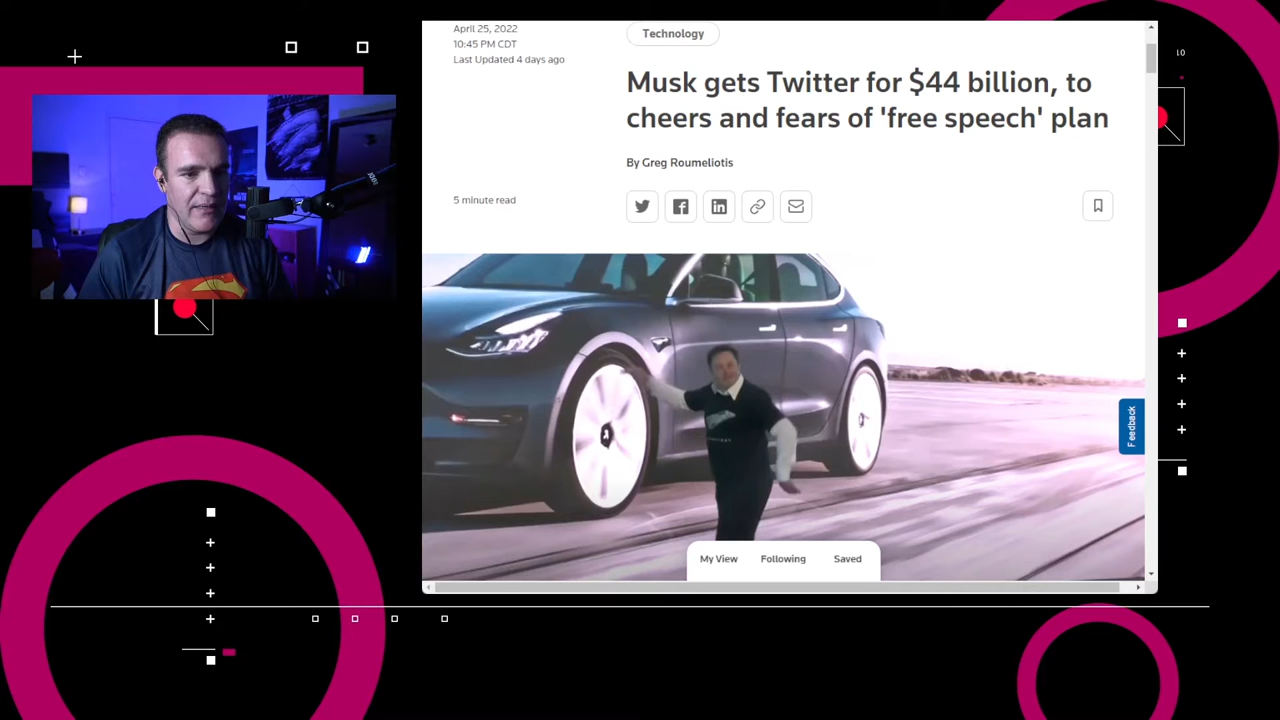 April 25, 2022
10:45 PM CDT
Last Updated 4 days ago
Technology
Musk gets Twitter for $44 billion, to
cheers and fears of 'free speech' plan
By Greg Roumeliotis
5 minute read
Feedback
My View
Following
Saved